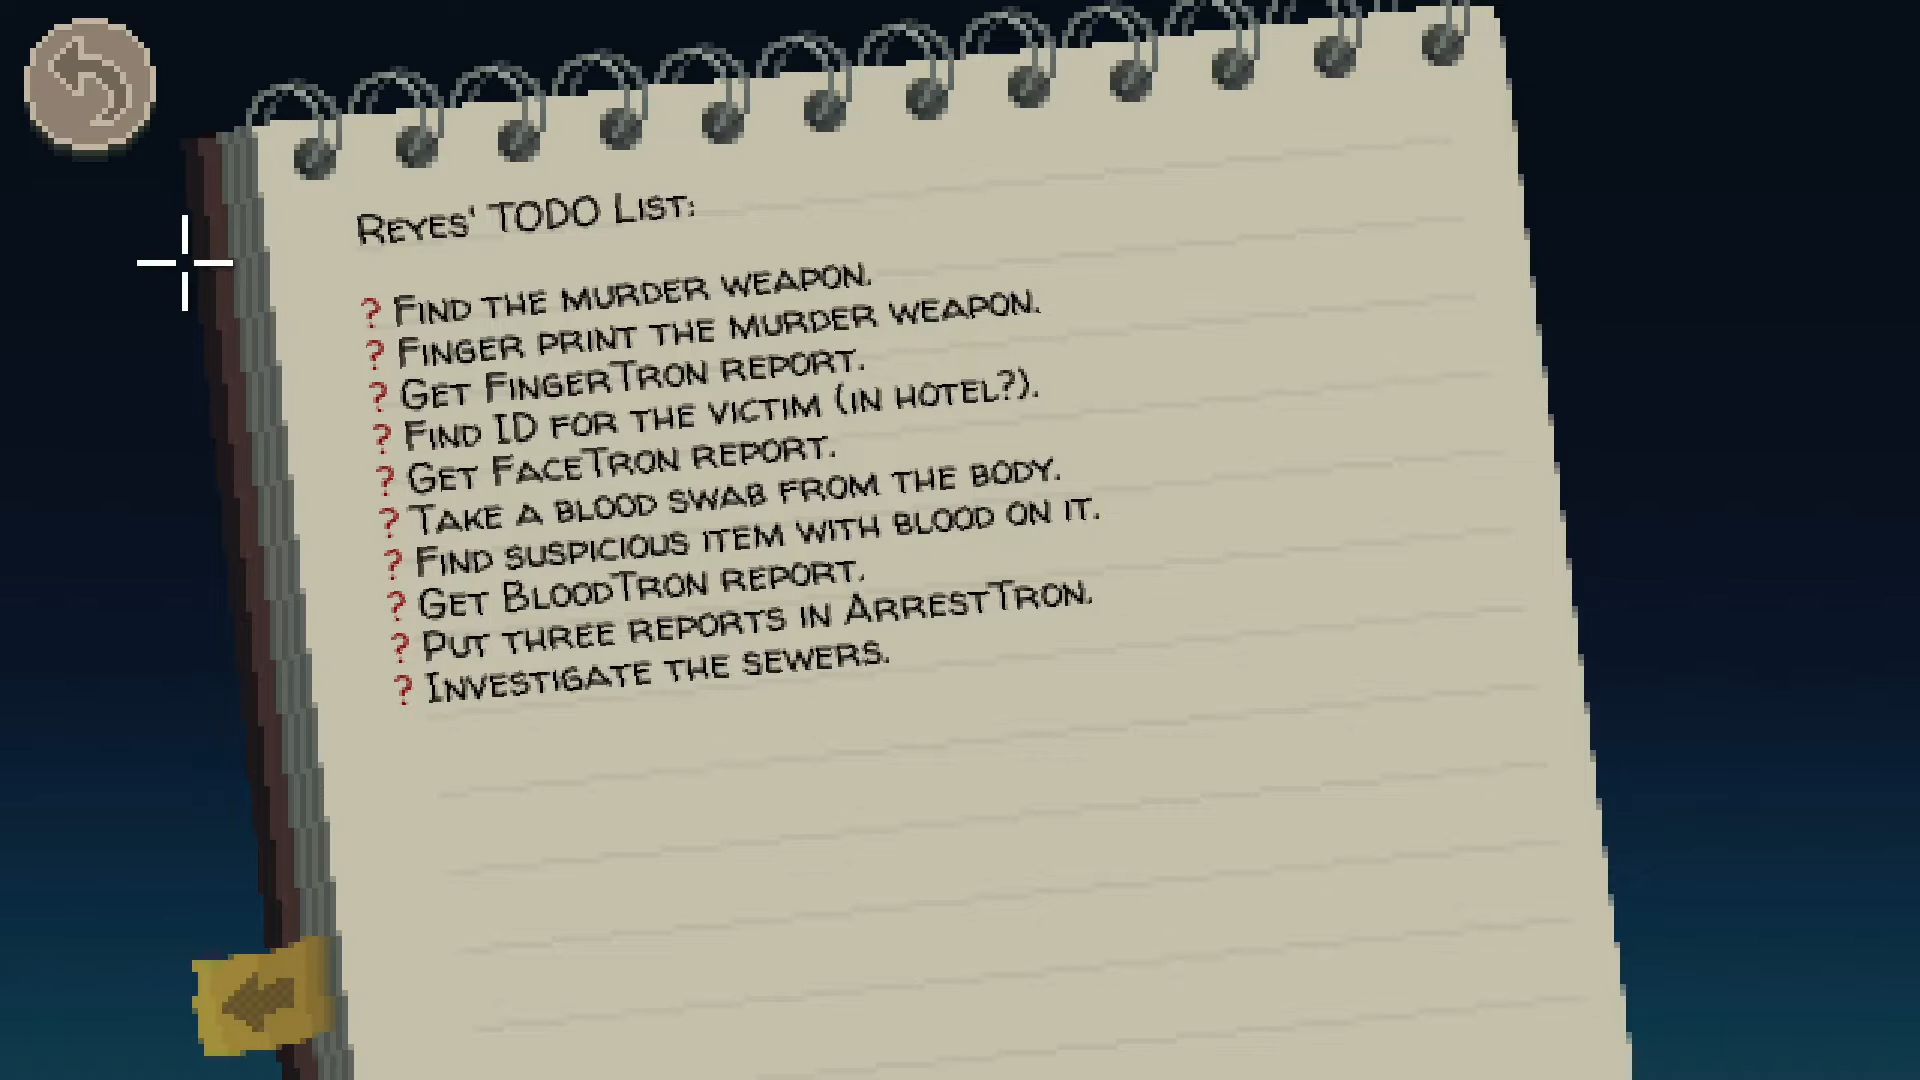 Reyes' TODO List:
? Find the murder weapon.
? Finger print the murder weapon.
? Get FingerTron report.
? Find ID for the victim (in hotel?).
? Get FaceTron report.
? Take a blood swab from the body.
? Find suspicious item with blood on it.
? Get BloodTron report.
? Put three reports in ArrestTron.
? Investigate the sewers.